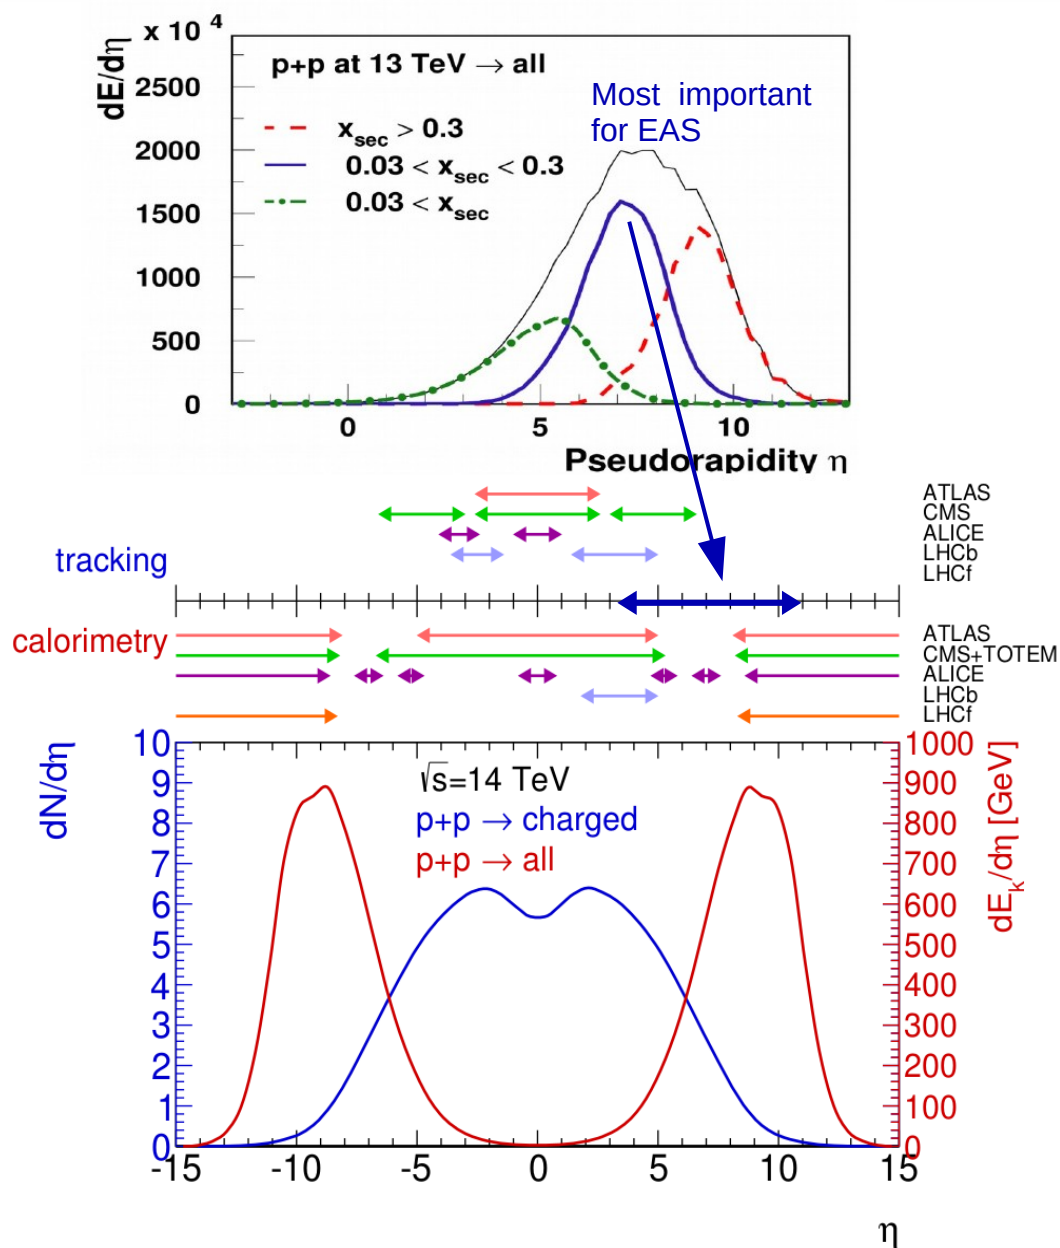 x 10 4
dE/dη
p+p at 13 TeV → all
Most important
for EAS
x_sec > 0.3
0.03 < x_sec < 0.3
0.03 < x_sec
2500
2000
1500
1000
500
0
0 5 10
Pseudorapidity η
tracking
ATLAS
CMS
ALICE
LHCb
LHCf
calorimetry
ATLAS
CMS+TOTEM
ALICE
LHCb
LHCf
dN/dη
10
9
8
7
6
5
4
3
2
1
0
√s=14 TeV
p+p → charged
p+p → all
1000
900
800
700
600
500
400
300
200
100
0
dE_k/dη [GeV]
-15 -10 -5 0 5 10 15
η